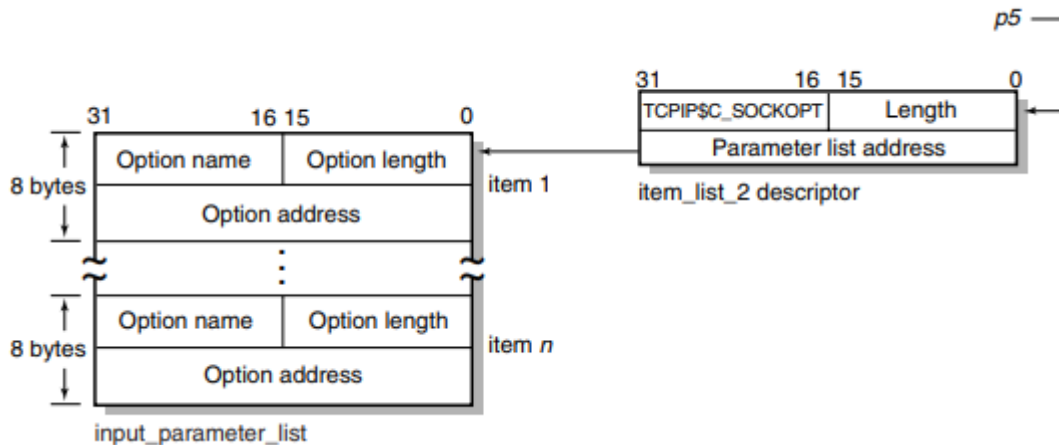 p5
31 16 15 0
TCPIP$C_SOCKOPT Length
Parameter list address
item_list_2 descriptor
31 16 15 0
Option name Option length
8 bytes
item 1
Option address
Option name Option length
8 bytes
item n
Option address
input_parameter_list